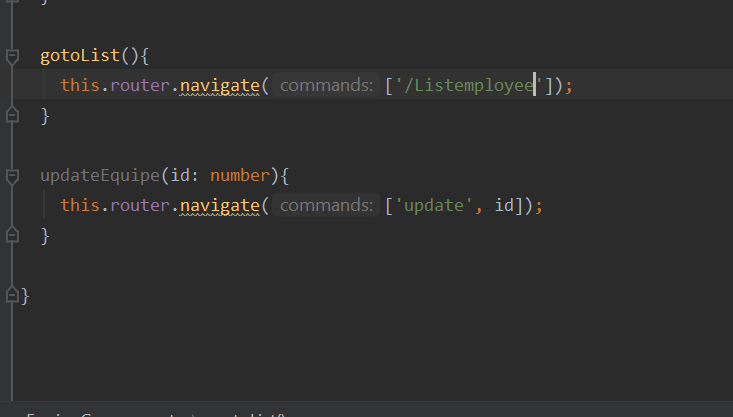 }
gotoList(){
this.router.navigate( commands: ['/Listemployee']);
}
updateEquipe(id: number){
this.router.navigate( commands: ['update', id]);
}
}